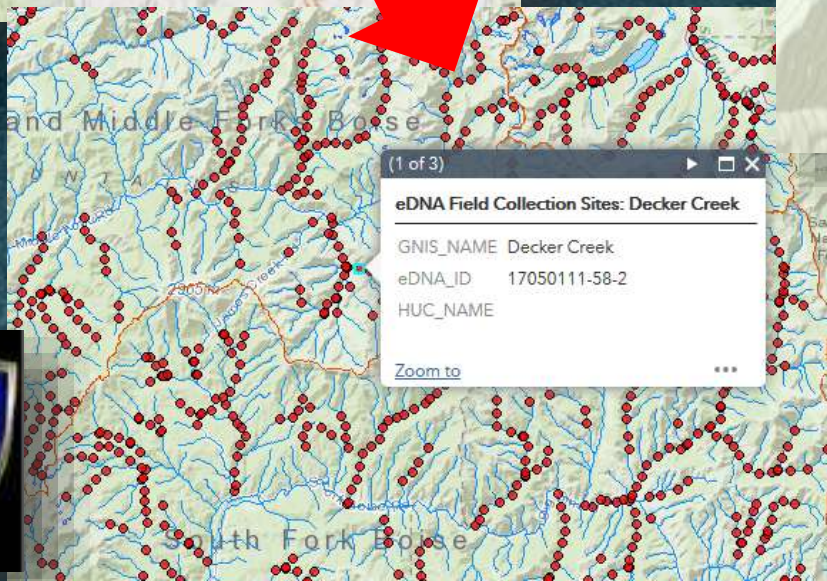 and Middle Forks Boise
(1 of 3)
eDNA Field Collection Sites: Decker Creek
GNIS_NAME Decker Creek
eDNA_ID 17050111-58-2
HUC_NAME
Zoom to
South Fork Boise